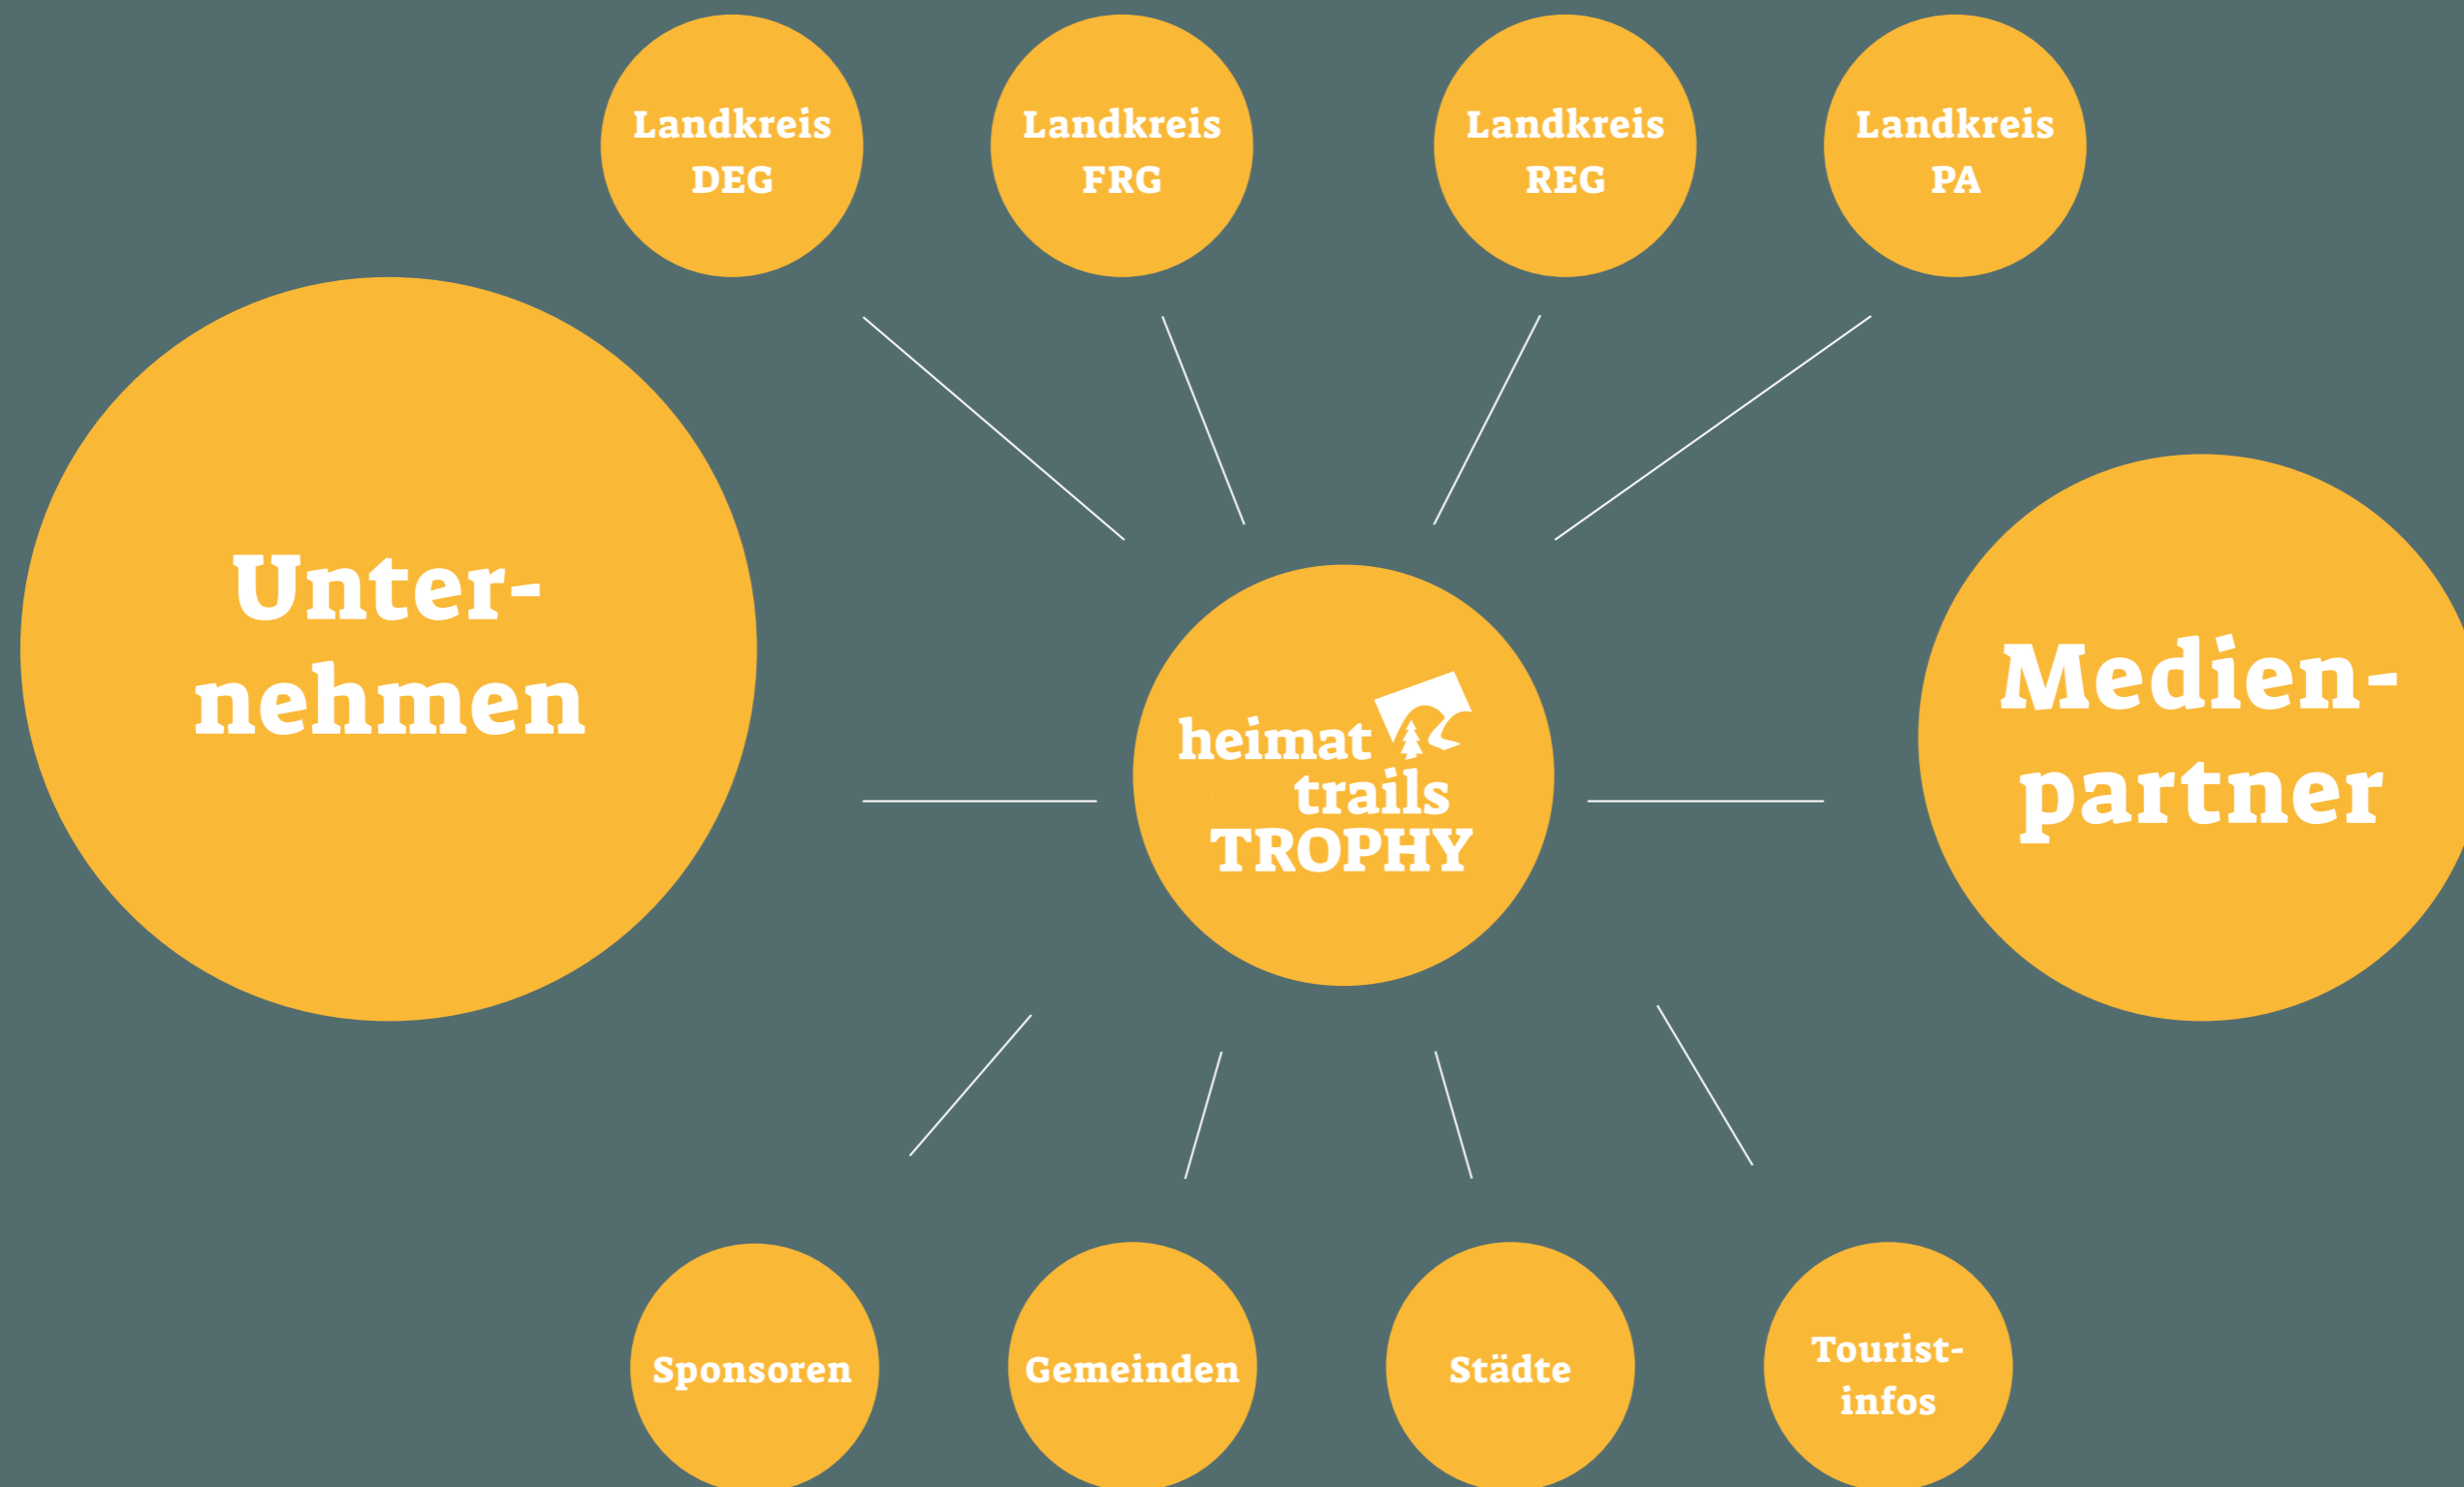 Landkreis
DEG
Landkreis
FRG
Landkreis
REG
Landkreis
PA
Unter-
nehmen
heimat
trails
TROPHY
Medien-
partner
Sponsoren
Gemeinden
Städte
Tourist-
infos